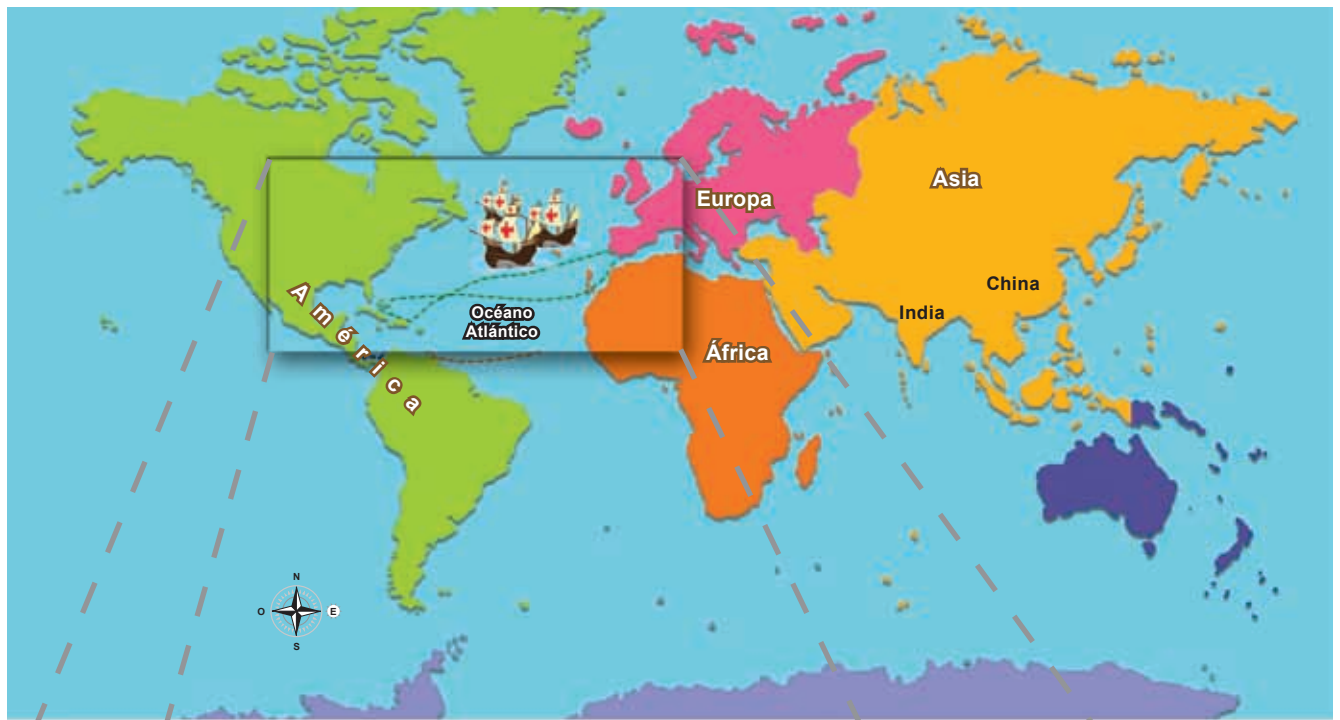 Asia
Europa
China
América
India
Océano
Atlántico
África
N
O
E
S